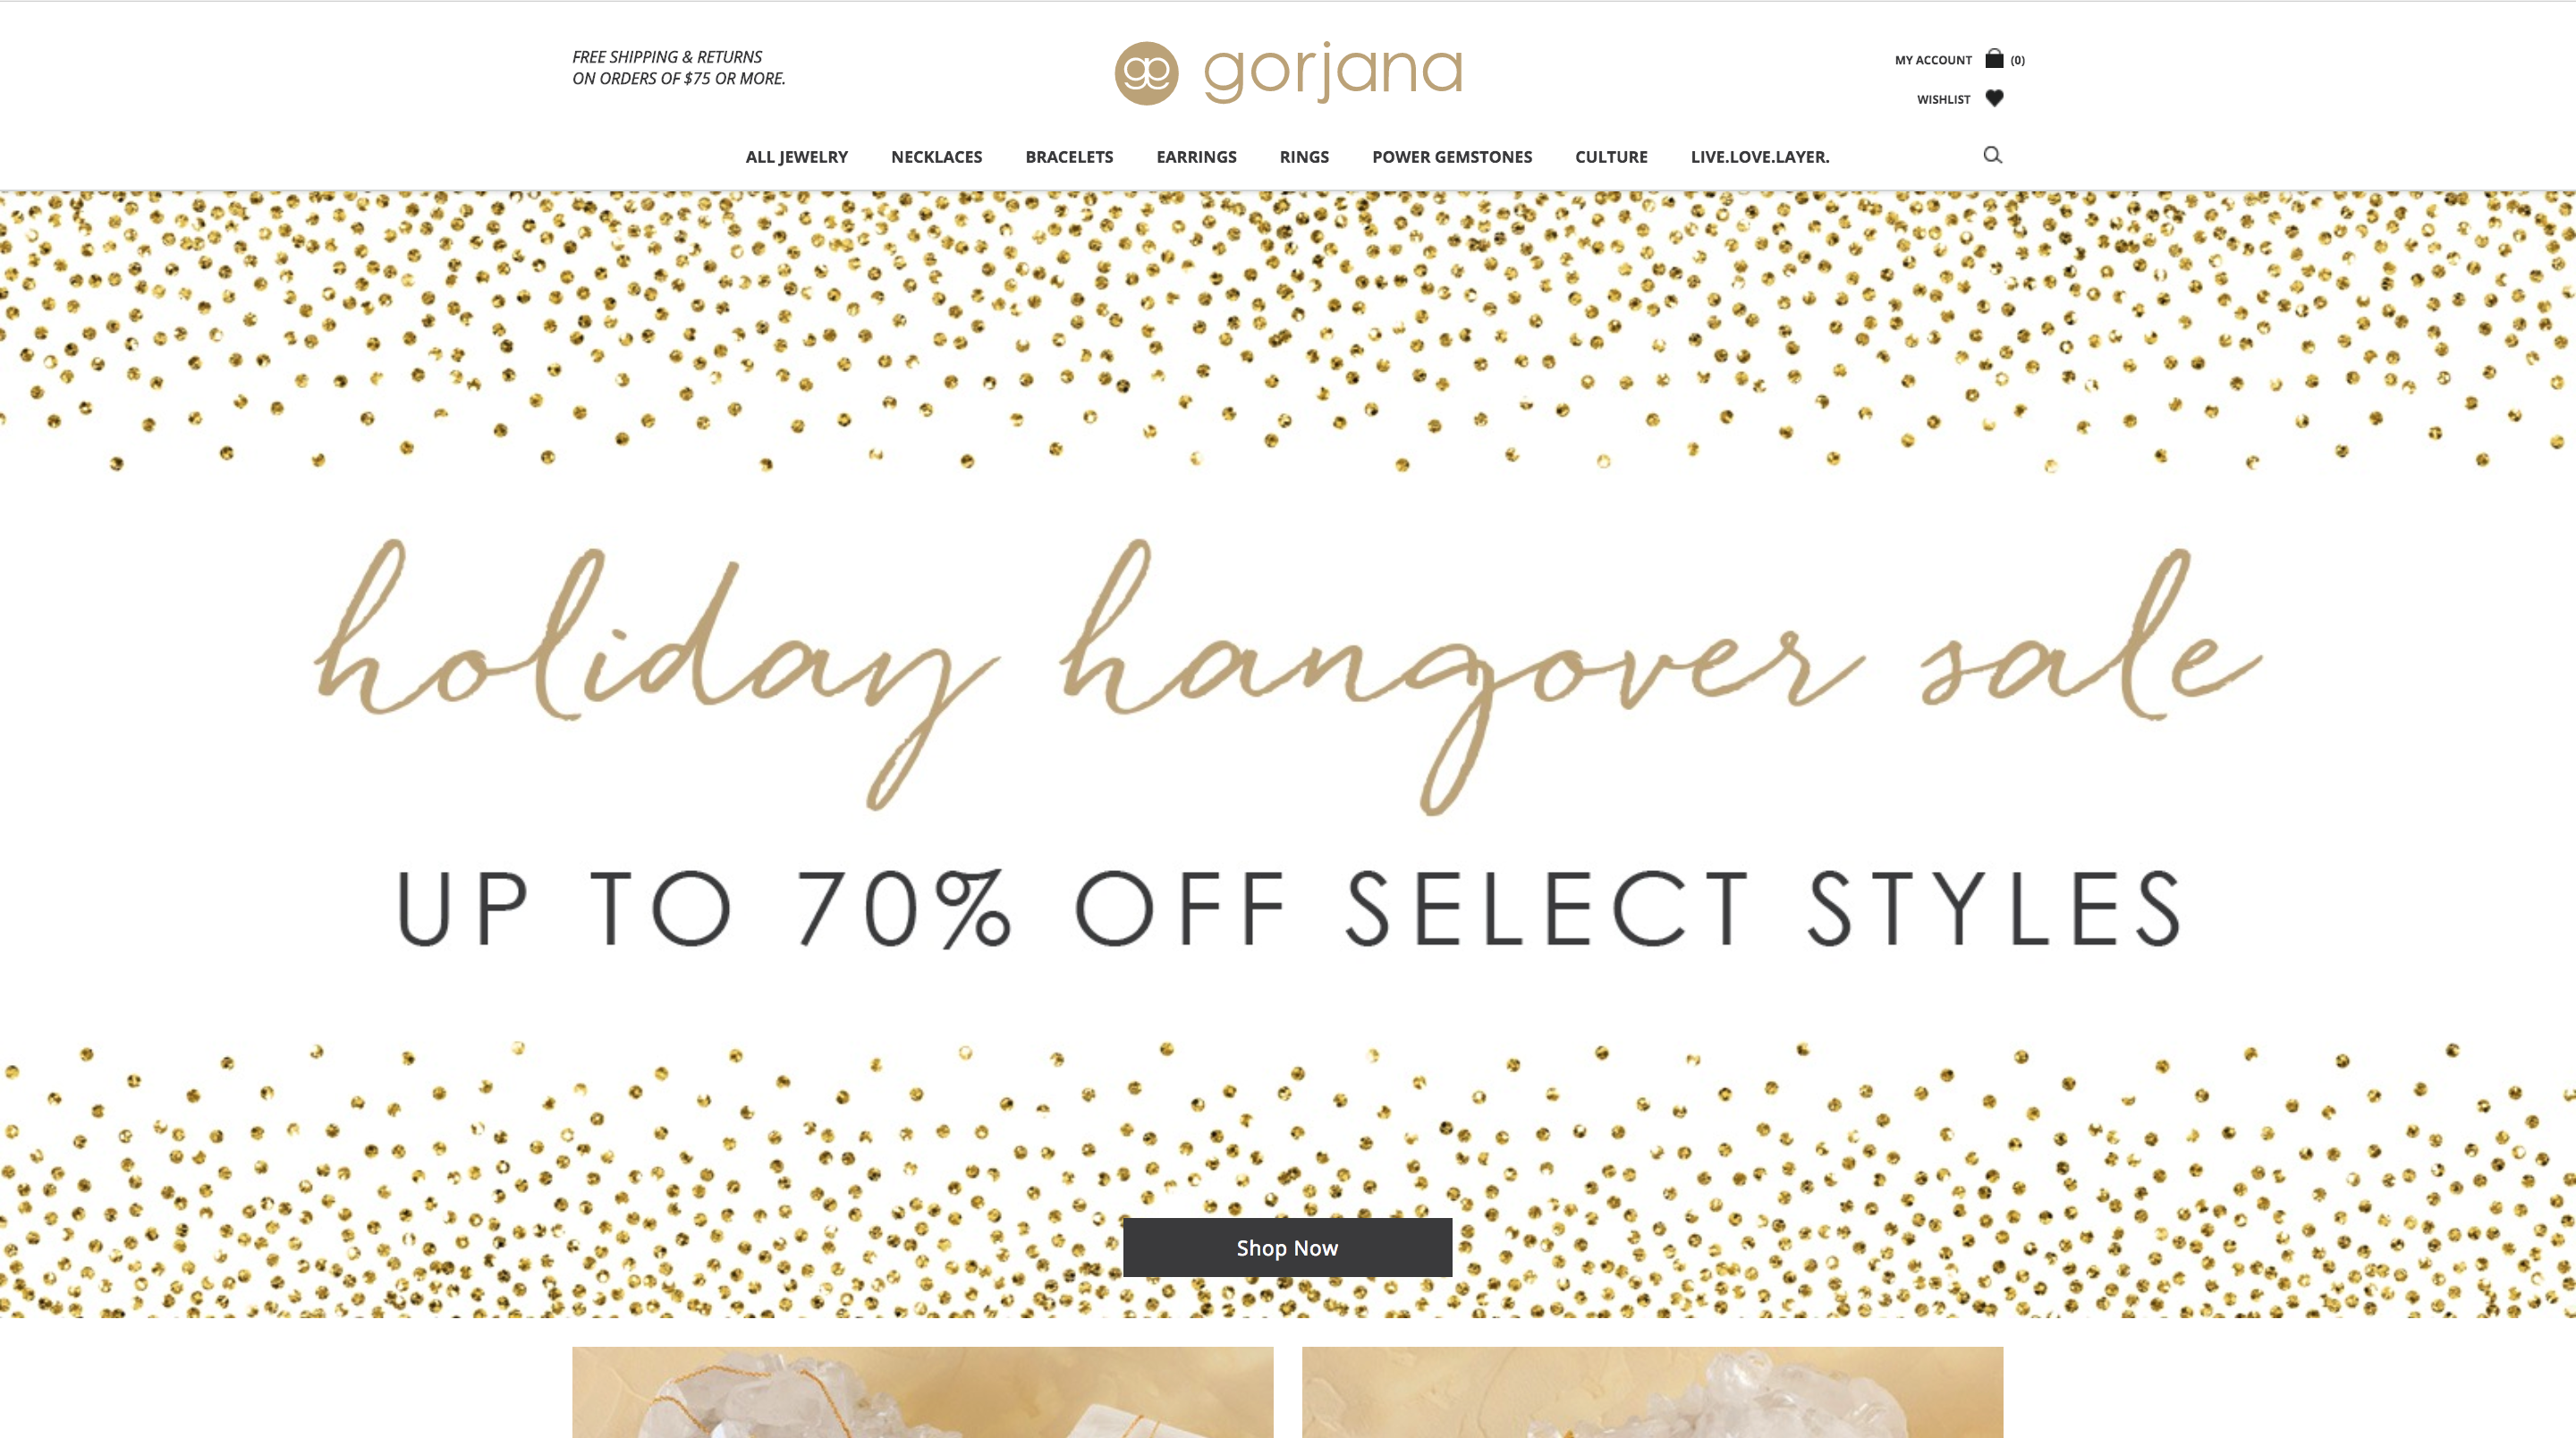 FREE SHIPPING & RETURNS
ON ORDERS OF $75 OR MORE.
ge gorjana
MY ACCOUNT (0)
WISHLIST
ALL JEWELRY NECKLACES BRACELETS EARRINGS RINGS POWER GEMSTONES CULTURE LIVE.LOVE.LAYER.
holiday hangover sale
UP TO 70% OFF SELECT STYLES
Shop Now